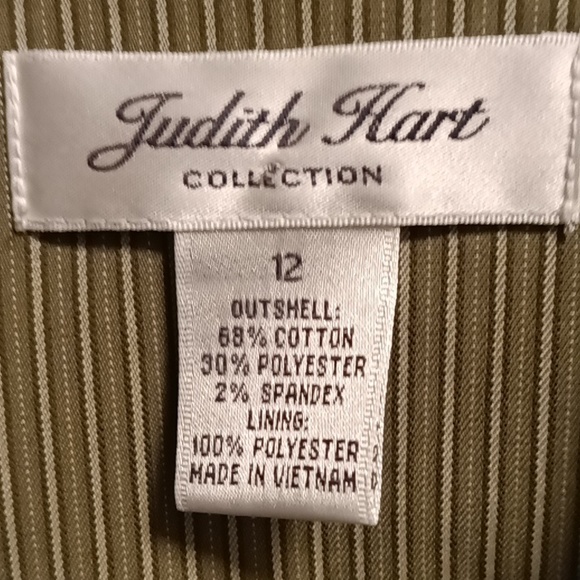 Judith Hart
COLLECTION
12
OUTSHELL:
68% COTTON
30% POLYESTER
2% SPANDEX
LINING:
100% POLYESTER
MADE IN VIETNAM